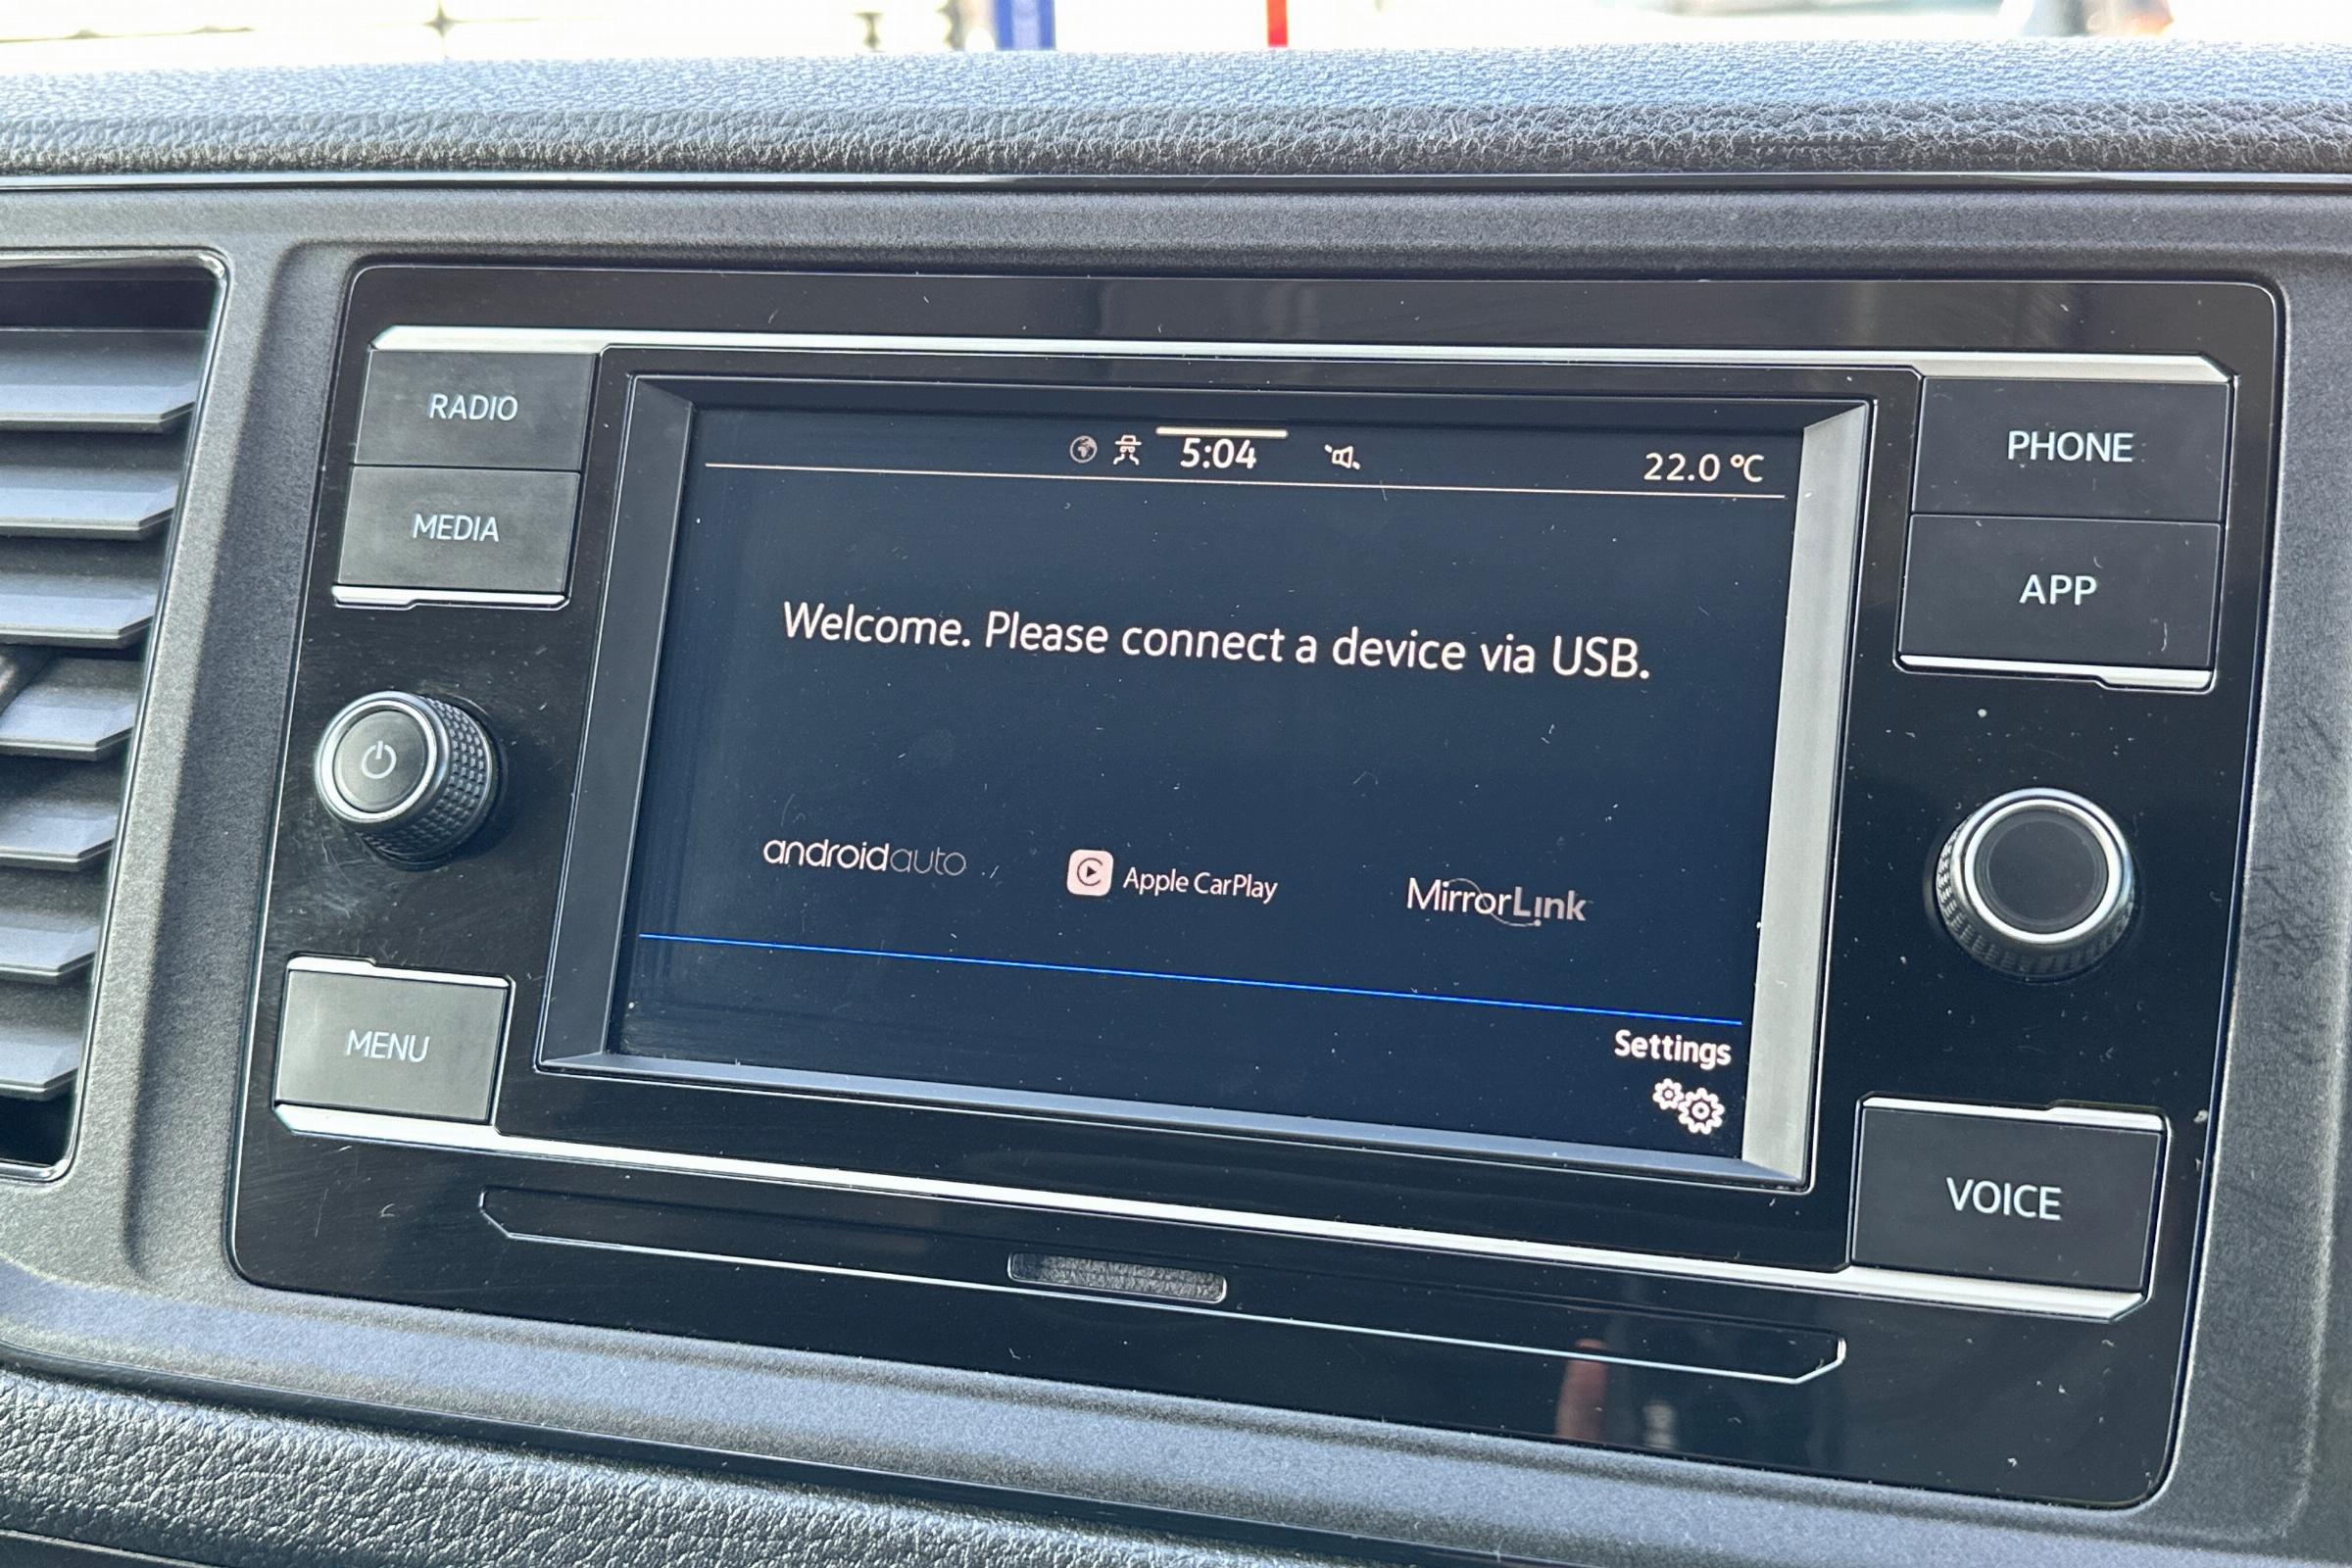 RADIO
MEDIA
5:04
22.0 °C
PHONE
APP
Welcome. Please connect a device via USB.
androidauto
Apple CarPlay
MirrorLink
Settings
MENU
VOICE